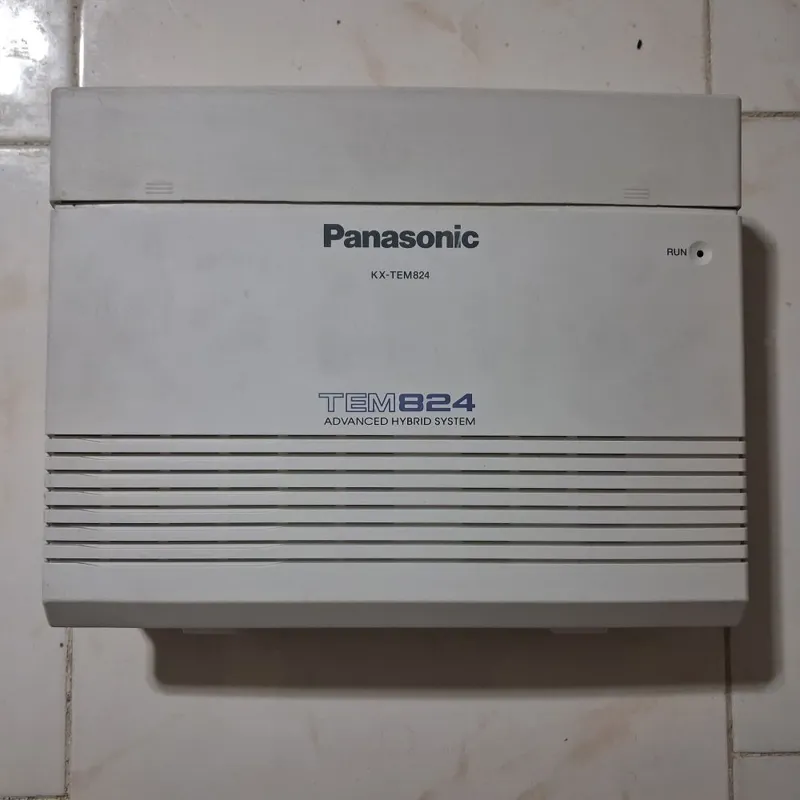 Panasonic
RUN
KX-TEM824
TEM824
ADVANCED HYBRID SYSTEM